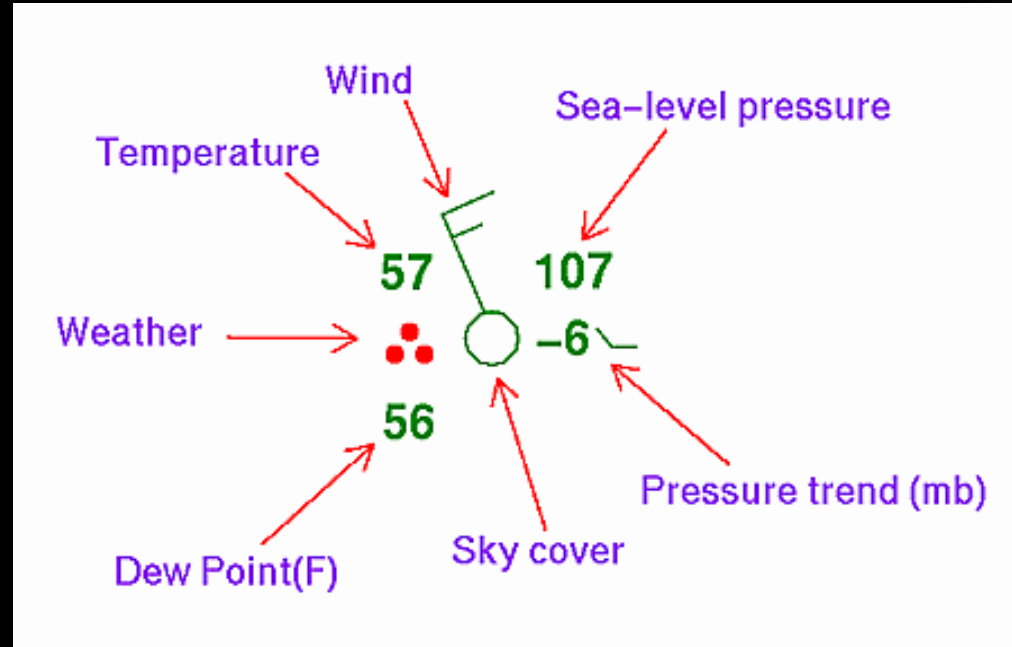 Wind
Sea-level pressure
Temperature
57
107
Weather
-6
56
Pressure trend (mb)
Sky cover
Dew Point(F)